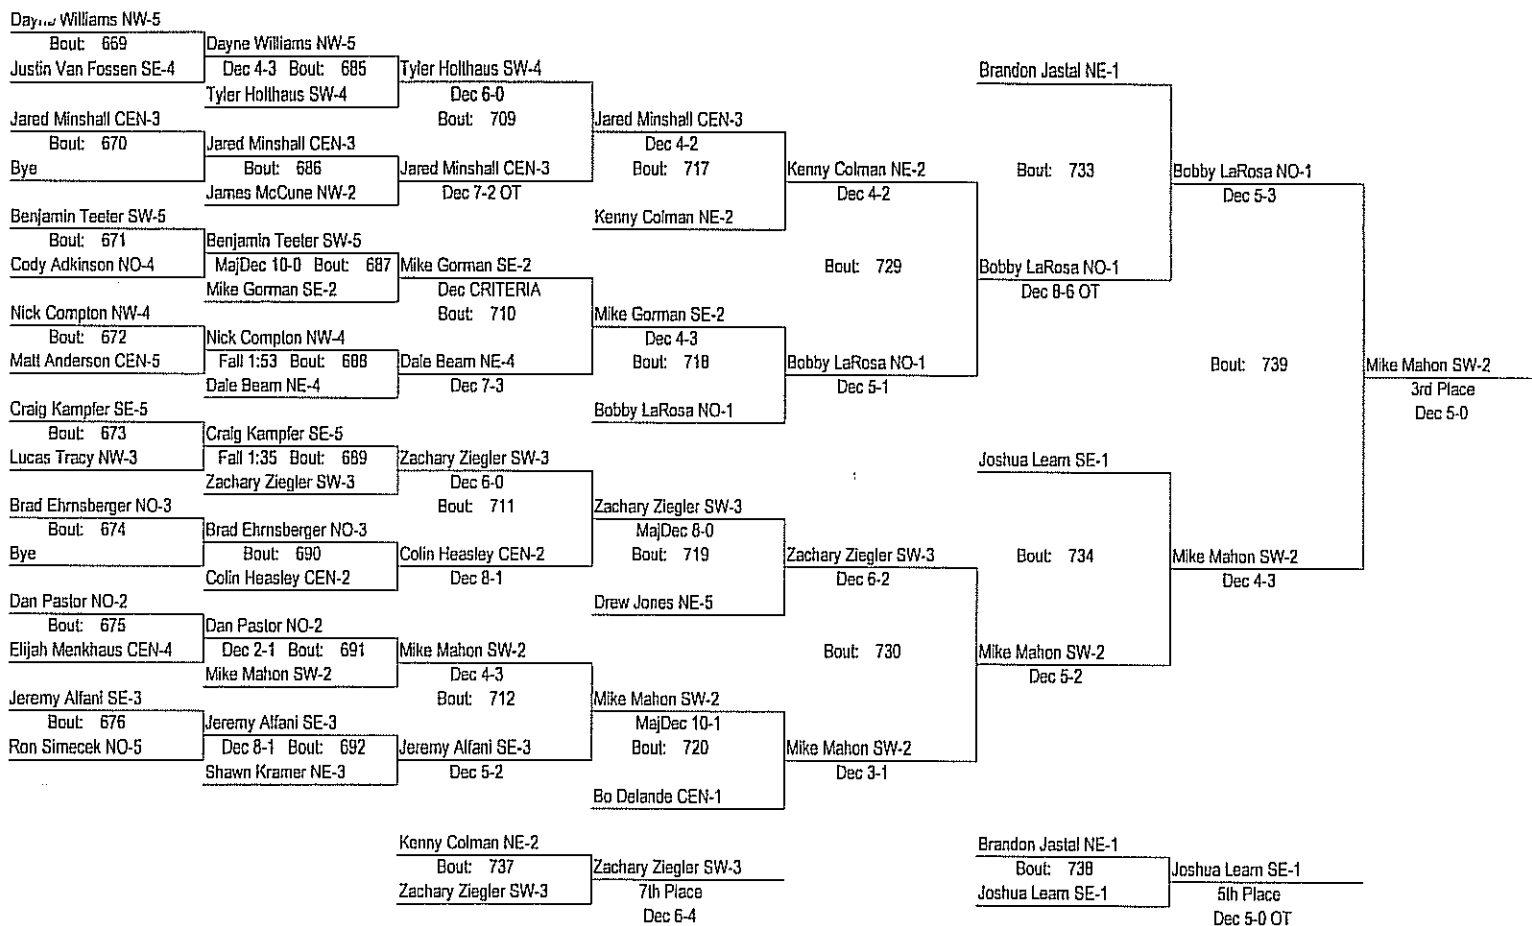 Dayne Williams NW-5
Bout: 669
Justin Van Fossen SE-4
Jared Minshall CEN-3
Bout: 670
Bye
Benjamin Teeter SW-5
Bout: 671
Cody Adkinson NO-4
Nick Compton NW-4
Bout: 672
Matt Anderson CEN-5
Craig Kampfer SE-5
Bout: 673
Lucas Tracy NW-3
Brad Ehrnsberger NO-3
Bout: 674
Bye
Dan Pastor NO-2
Bout: 675
Elijah Menkhaus CEN-4
Jeremy Alfani SE-3
Bout: 676
Ron Simecek NO-5
Dayne Williams NW-5
Dec 4-3 Bout: 685
Tyler Holthaus SW-4
Jared Minshall CEN-3
Bout: 686
James McCune NW-2
Benjamin Teeter SW-5
MajDec 10-0 Bout: 687
Mike Gorman SE-2
Nick Compton NW-4
Fall 1:53 Bout: 688
Dale Beam NE-4
Craig Kampfer SE-5
Fall 1:35 Bout: 689
Zachary Ziegler SW-3
Brad Ehrnsberger NO-3
Bout: 690
Colin Heasley CEN-2
Dan Pastor NO-2
Dec 2-1 Bout: 691
Mike Mahon SW-2
Jeremy Alfani SE-3
Dec 8-1 Bout: 692
Shawn Kramer NE-3
Tyler Holthaus SW-4
Dec 6-0
Bout: 709
Jared Minshall CEN-3
Dec 7-2 OT
Mike Gorman SE-2
Dec CRITERIA
Bout: 710
Dale Beam NE-4
Dec 7-3
Zachary Ziegler SW-3
Dec 6-0
Bout: 711
Colin Heasley CEN-2
Dec 8-1
Mike Mahon SW-2
Dec 4-3
Bout: 712
Jeremy Alfani SE-3
Dec 5-2
Jared Minshall CEN-3
Dec 4-2
Bout: 717
Kenny Colman NE-2
Mike Gorman SE-2
Dec 4-3
Bout: 718
Bobby LaRosa NO-1
Zachary Ziegler SW-3
MajDec 8-0
Bout: 719
Drew Jones NE-5
Mike Mahon SW-2
MajDec 10-1
Bout: 720
Bo Delande CEN-1
Kenny Colman NE-2
Dec 4-2
Bout: 729
Bobby LaRosa NO-1
Dec 5-1
Zachary Ziegler SW-3
Dec 6-2
Bout: 730
Mike Mahon SW-2
Dec 3-1
Brandon Jastal NE-1
Bout: 733
Bobby LaRosa NO-1
Dec 8-6 OT
Joshua Learn SE-1
Bout: 734
Mike Mahon SW-2
Dec 5-2
Bobby LaRosa NO-1
Dec 5-3
Bout: 739
Mike Mahon SW-2
Dec 4-3
Mike Mahon SW-2
3rd Place
Dec 5-0
Kenny Colman NE-2
Bout: 737
Zachary Ziegler SW-3
Zachary Ziegler SW-3
7th Place
Dec 6-4
Brandon Jastal NE-1
Bout: 738
Joshua Learn SE-1
Joshua Learn SE-1
5th Place
Dec 5-0 OT